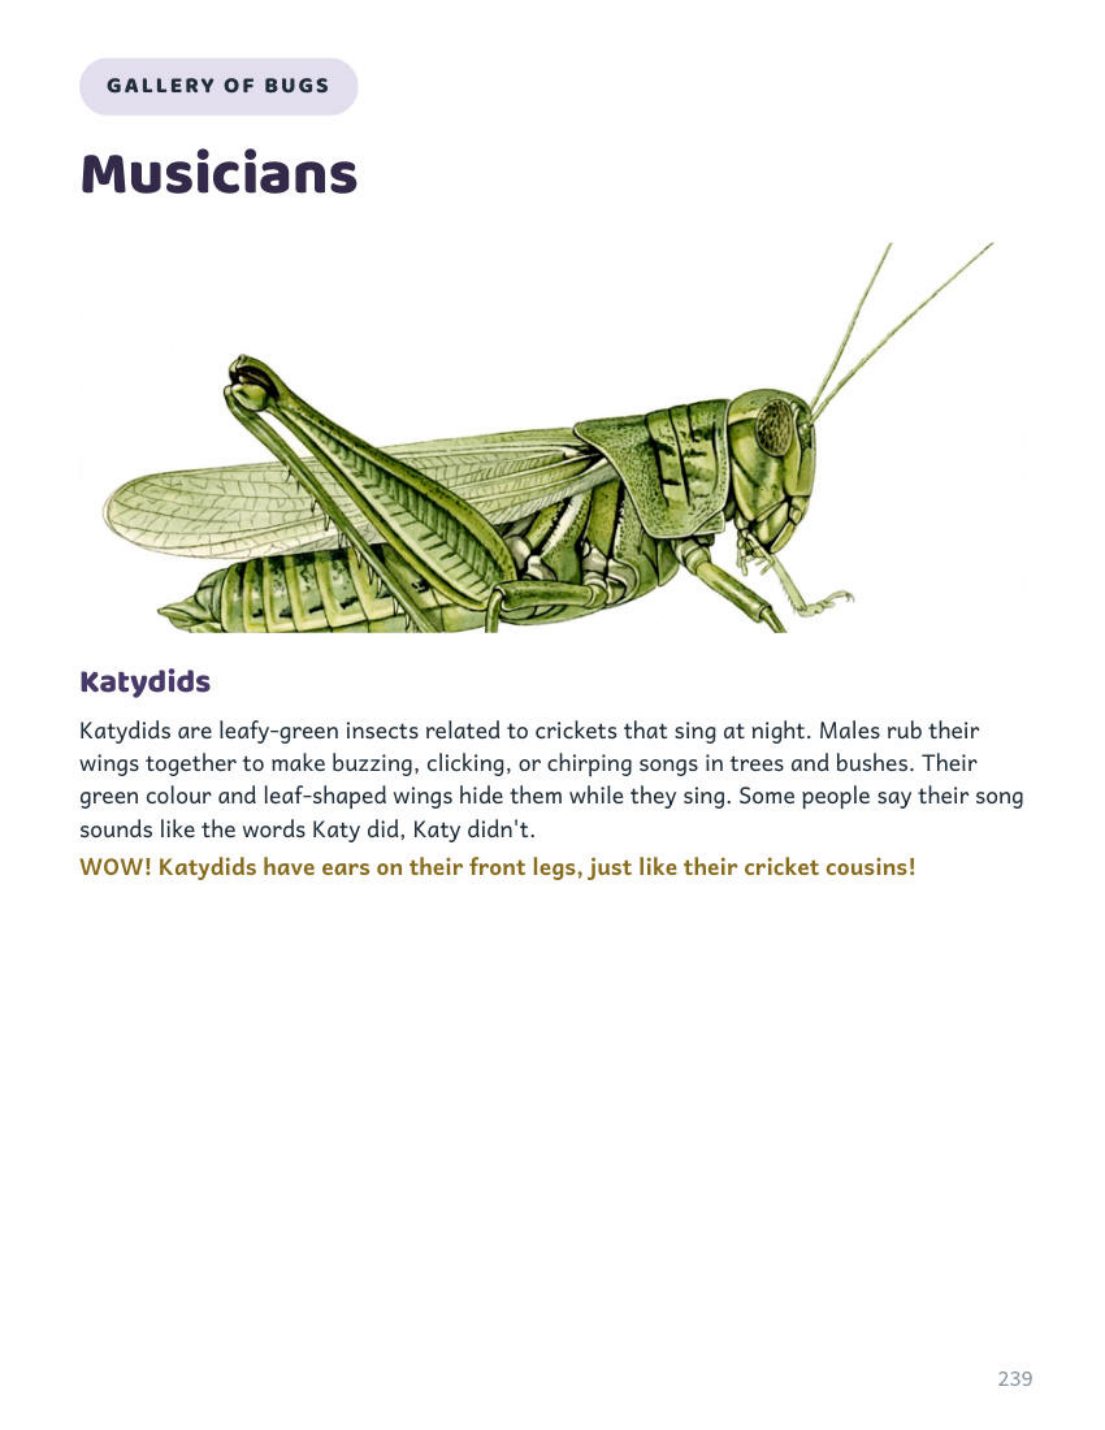 GALLERY OF BUGS
Musicians
Katydids
Katydids are leafy-green insects related to crickets that sing at night. Males rub their
wings together to make buzzing, clicking, or chirping songs in trees and bushes. Their
green colour and leaf-shaped wings hide them while they sing. Some people say their song
sounds like the words Katy did, Katy didn't.
WOW! Katydids have ears on their front legs, just like their cricket cousins!
239